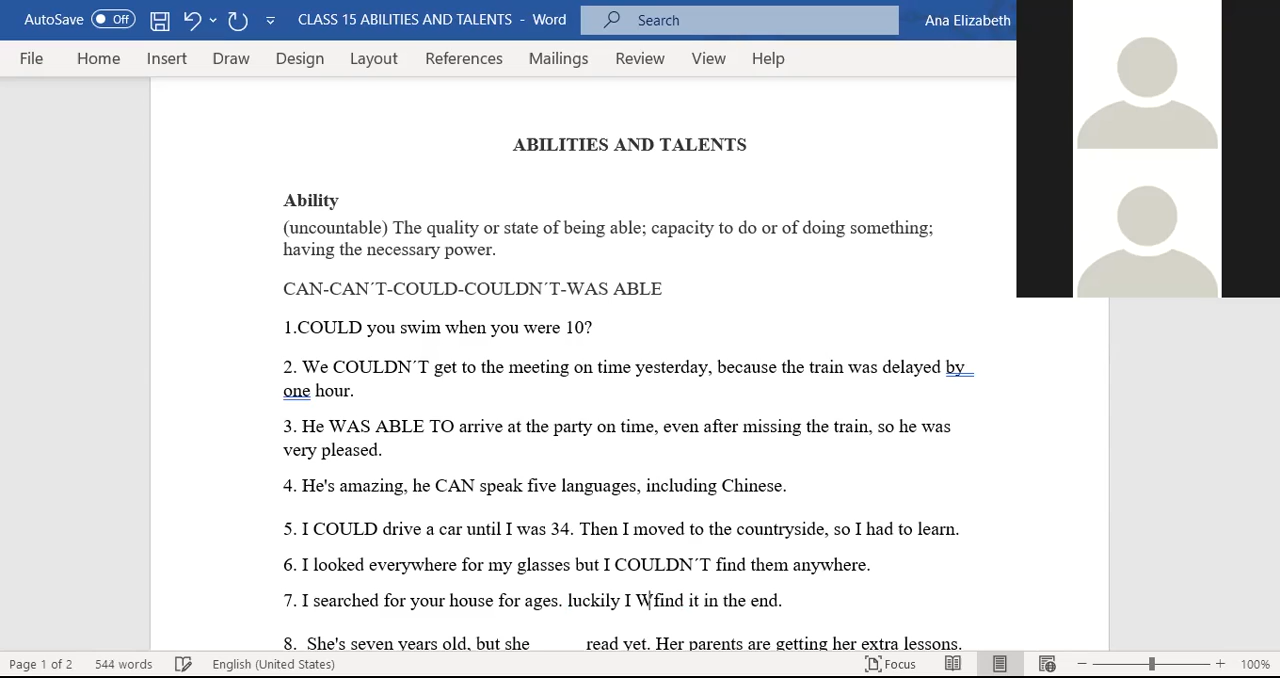 AutoSave Off CLASS 15 ABILITIES AND TALENTS - Word Search Ana Elizabeth
File Home Insert Draw Design Layout References Mailings Review View Help
ABILITIES AND TALENTS
Ability
(uncountable) The quality or state of being able; capacity to do or of doing something;
having the necessary power.
CAN-CAN´T-COULD-COULDN´T-WAS ABLE
1.COULD you swim when you were 10?
2. We COULDN´T get to the meeting on time yesterday, because the train was delayed by
one hour.
3. He WAS ABLE TO arrive at the party on time, even after missing the train, so he was
very pleased.
4. He's amazing, he CAN speak five languages, including Chinese.
5. I COULD drive a car until I was 34. Then I moved to the countryside, so I had to learn.
6. I looked everywhere for my glasses but I COULDN´T find them anywhere.
7. I searched for your house for ages. luckily I Wfind it in the end.
8. She's seven years old, but she read yet. Her parents are getting her extra lessons.
Page 1 of 2 544 words English (United States) Focus 100%